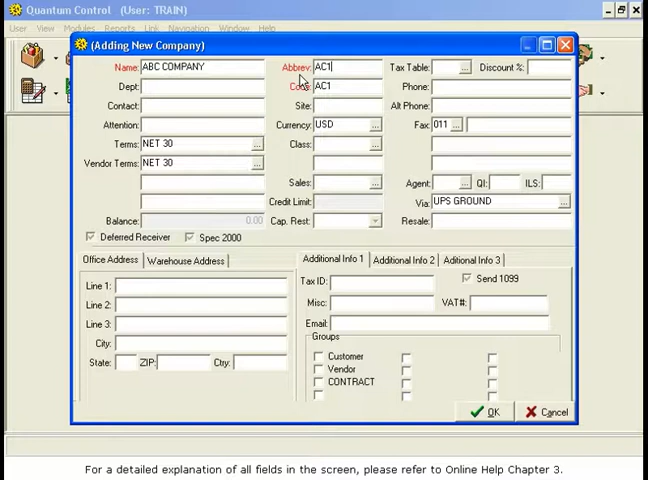 Quantum Control (User: TRAIN)
User View Modules Reports Link Navigation Window Help
(Adding New Company)
Name: ABC COMPANY Abbrev: AC1 Tax Table: ... Discount %:
Dept: Code: AC1 Phone:
Contact: Site: Alt Phone:
Attention: Currency: USD ... Fax: 011 ...
Terms: NET 30 ... Class: ...
Vendor Terms: NET 30 ...
Sales: ... Agent: ... QI: ILS:
Credit Limit: Via: UPS GROUND ...
Balance: 0.00 Cap. Rest: Resale:
Deferred Receiver Spec 2000
Office Address Warehouse Address Additional Info 1 Additional Info 2 Aditional Info 3
Line 1: Tax ID: Send 1099
Line 2: Misc: VAT#:
Line 3: Email:
City: Groups
State: ZIP: Ctry: Customer
Vendor
CONTRACT
OK Cancel
For a detailed explanation of all fields in the screen, please refer to Online Help Chapter 3.